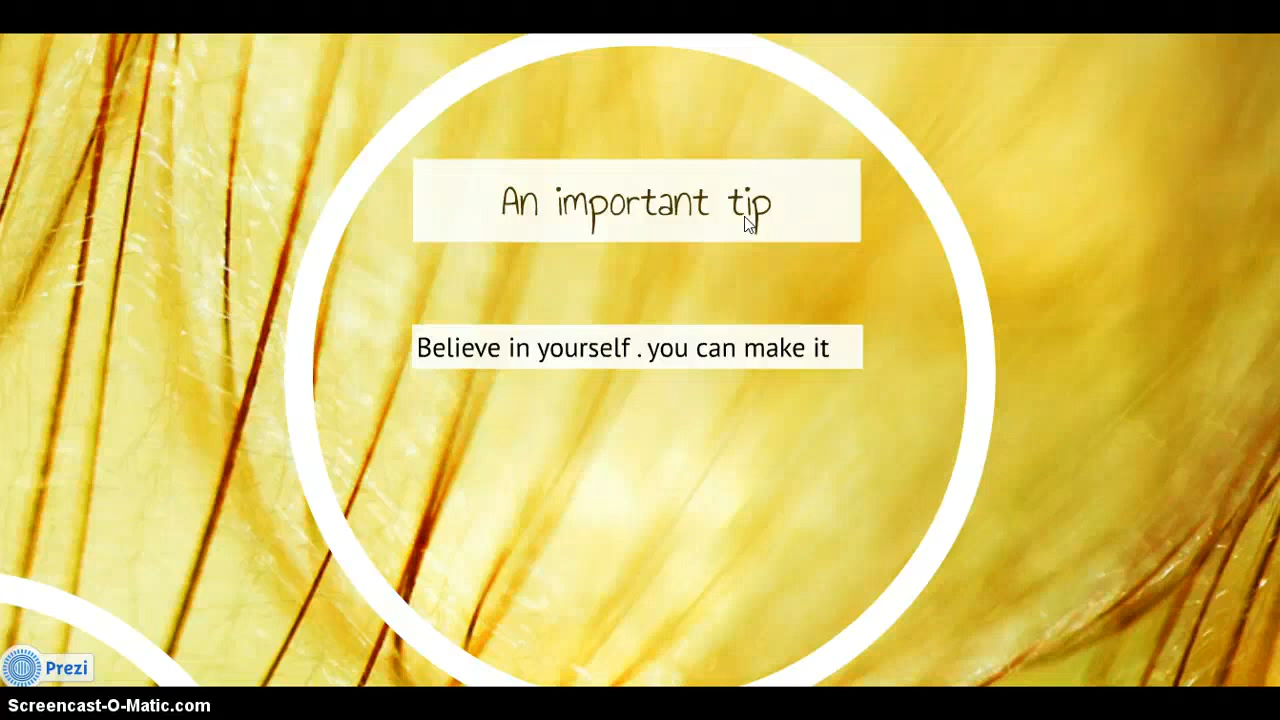 An important tip
Believe in yourself . you can make it
Prezi
Screencast-O-Matic.com